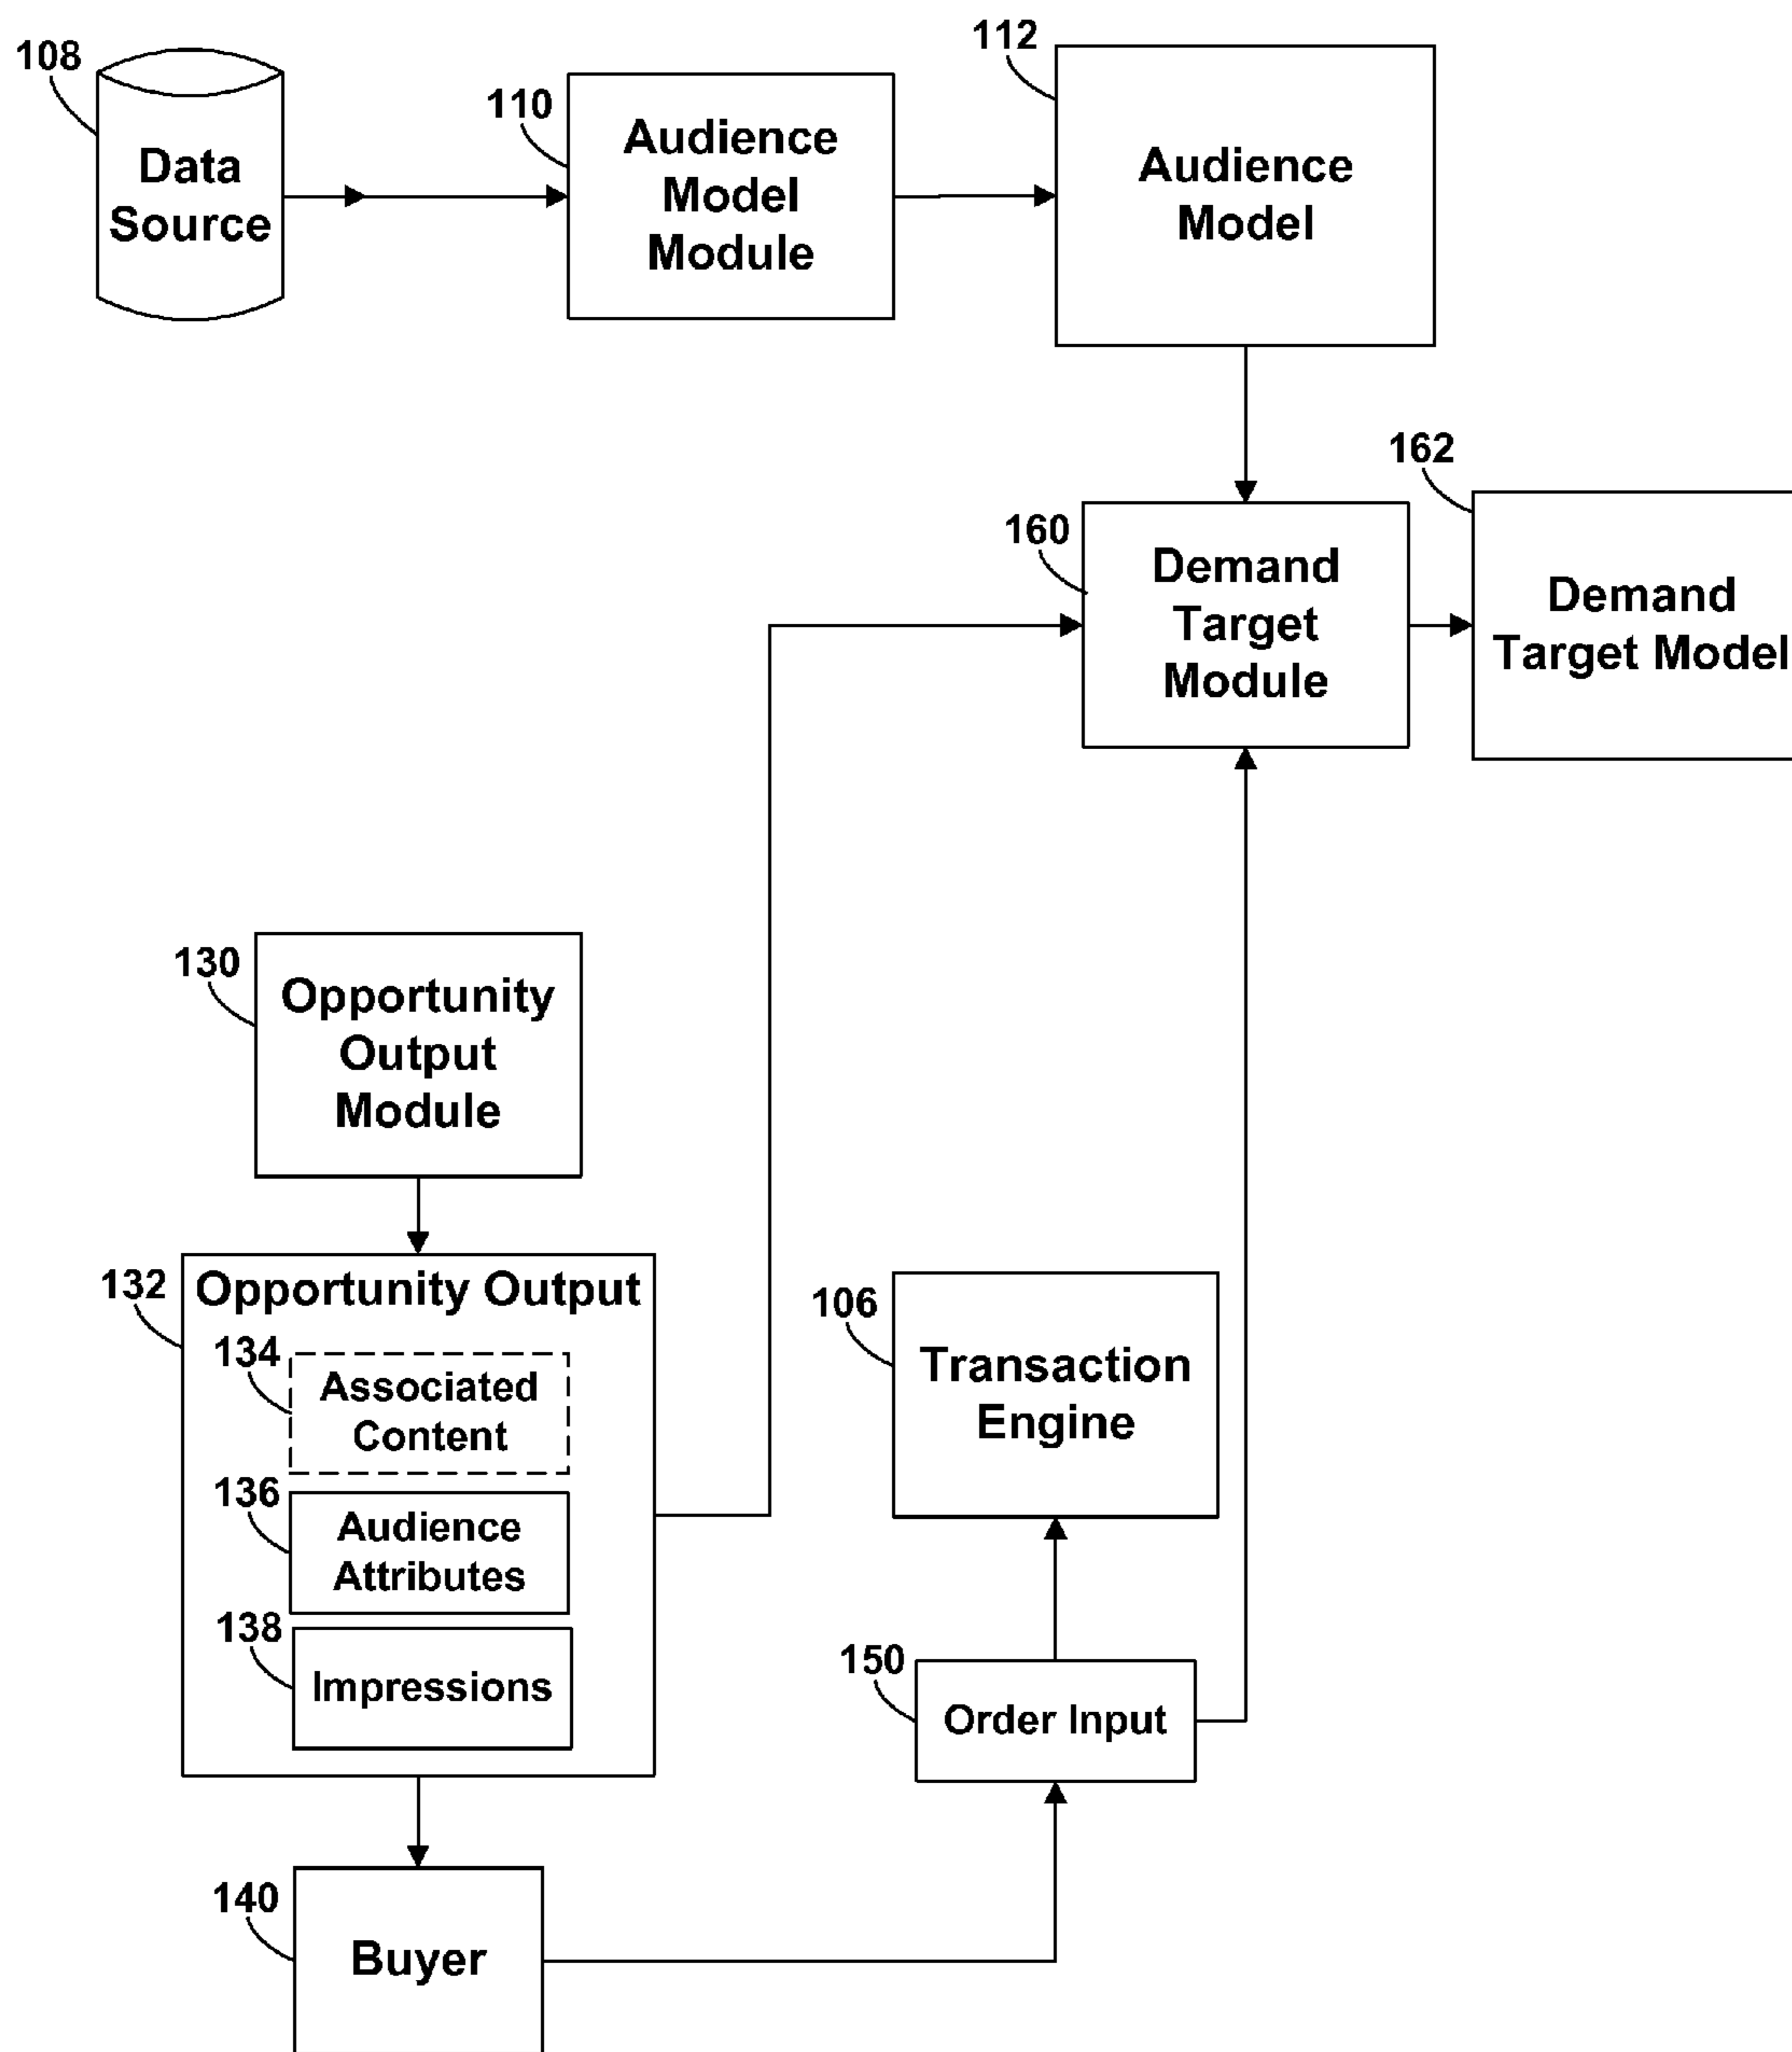 108
Data
Source
110
Audience
Model
Module
112
Audience
Model
160
Demand
Target
Module
162
Demand
Target Model
130
Opportunity
Output
Module
132
Opportunity Output
134
Associated
Content
136
Audience
Attributes
138
Impressions
106
Transaction
Engine
150
Order Input
140
Buyer